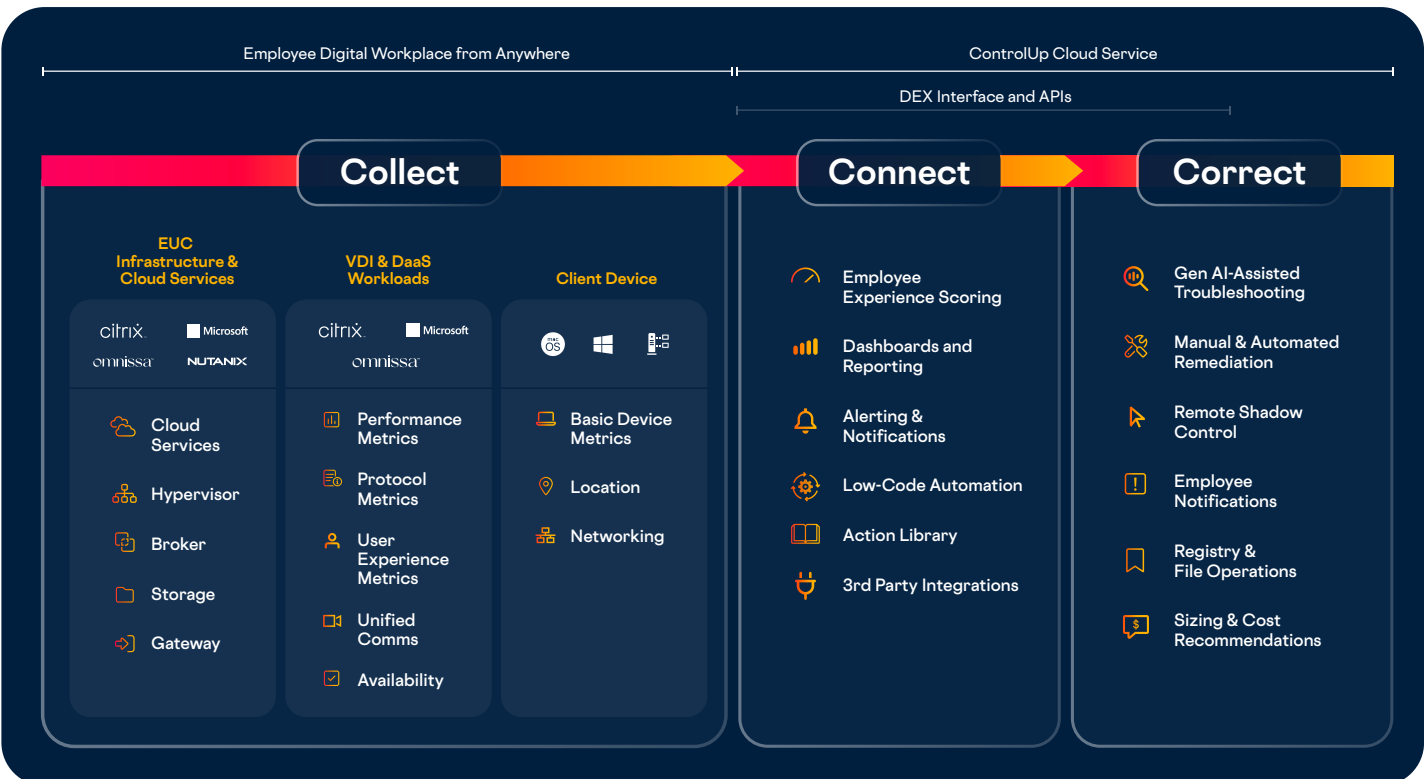 Employee Digital Workplace from Anywhere
ControlUp Cloud Service
DEX Interface and APIs
Collect
Connect
Correct
EUC
Infrastructure &
Cloud Services
citrix
Microsoft
omnissa
NUTANIX
Cloud
Services
Hypervisor
Broker
Storage
Gateway
VDI & DaaS
Workloads
citrix
Microsoft
omnissa
Performance
Metrics
Protocol
Metrics
User
Experience
Metrics
Unified
Comms
Availability
Client Device
mac
OS
Basic Device
Metrics
Location
Networking
Employee
Experience Scoring
Dashboards and
Reporting
Alerting &
Notifications
Low-Code Automation
Action Library
3rd Party Integrations
Gen AI-Assisted
Troubleshooting
Manual & Automated
Remediation
Remote Shadow
Control
!
Employee
Notifications
Registry &
File Operations
$
Sizing & Cost
Recommendations